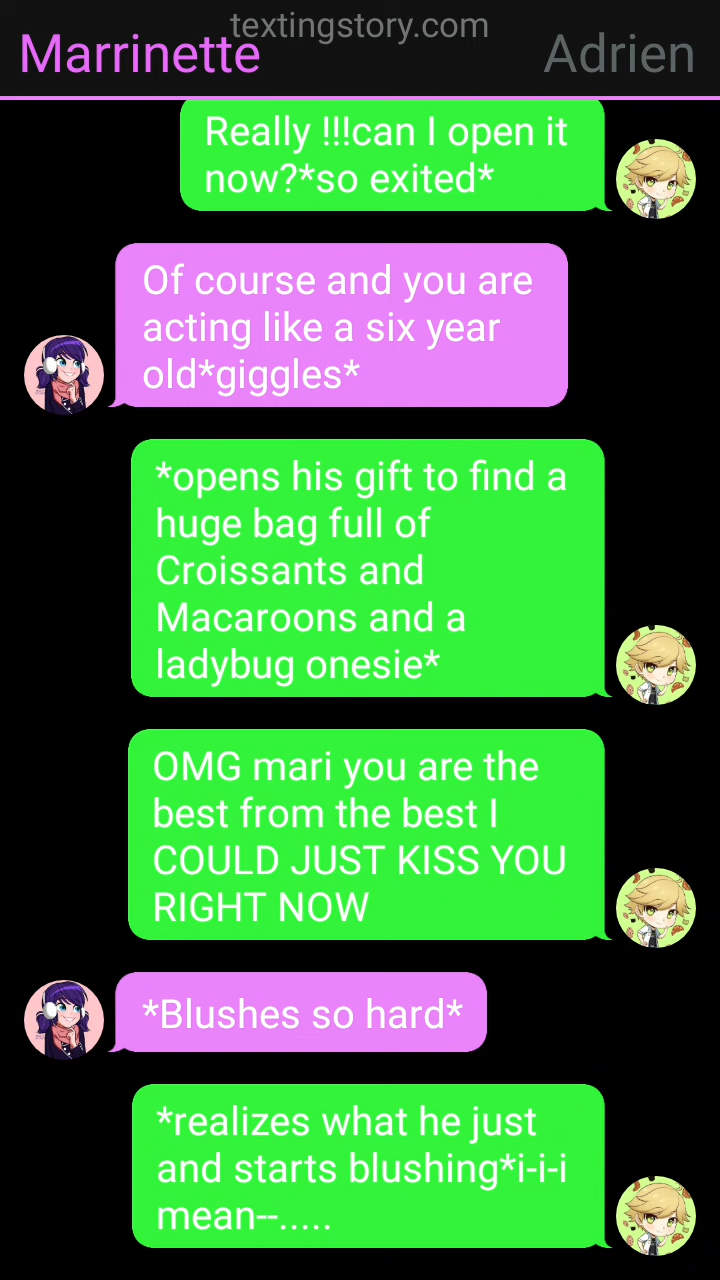 textingstory.com
Marrinette
Adrien
Really !!!can I open it
now?*so exited*
Of course and you are
acting like a six year
old*giggles*
*opens his gift to find a
huge bag full of
Croissants and
Macaroons and a
ladybug onesie*
OMG mari you are the
best from the best I
COULD JUST KISS YOU
RIGHT NOW
*Blushes so hard*
*realizes what he just
and starts blushing*i-i-i
mean--.....